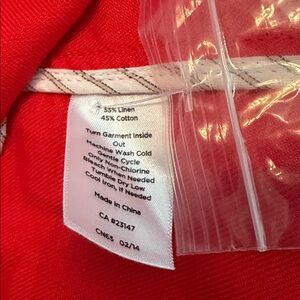 55% Linen
45% Cotton
Turn Garment Inside
Out
Machine Wash Cold
Gentle Cycle
Only Non-Chlorine
Bleach When Needed
Tumble Dry Low
Cool Iron, If Needed
Made in China
CA #23147
CN65 02/14